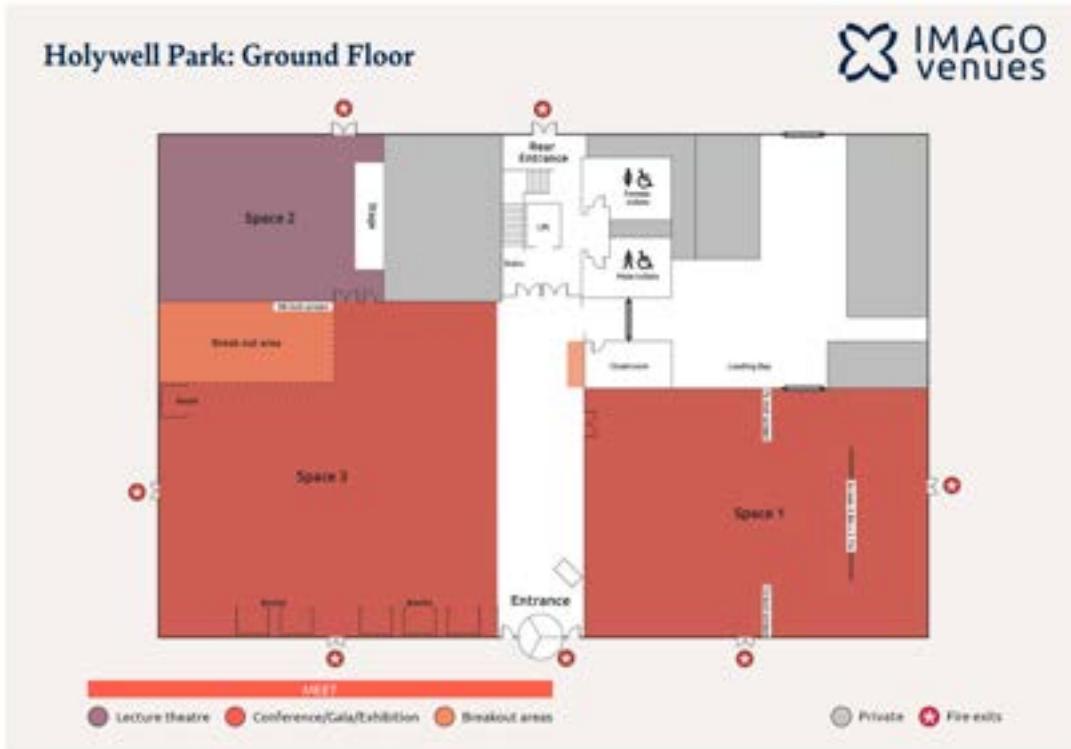 Holywell Park: Ground Floor
IMAGO
venues
Rear
Entrance
Space 2
Stage
Lift
Female
toilets
Male toilets
Stairs
Break-out area
Cloakroom
Loading Bay
Space 3
Space 1
Entrance
MEET
Lecture theatre
Conference/Gala/Exhibition
Breakout areas
Private
Fire exits